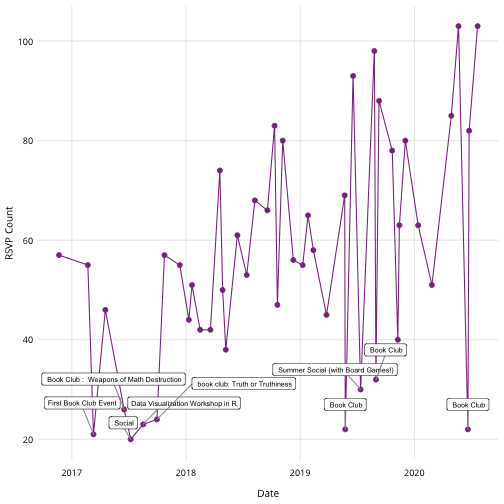 RSVP Count
100
80
60
40
20
Book Club
Summer Social (with Board Games!)
Book Club : Weapons of Math Destruction
book club: Truth or Truthiness
First Book Club Event
Data Visualisation Workshop in R
Book Club
Book Club
Social
2017
2018
2019
2020
Date